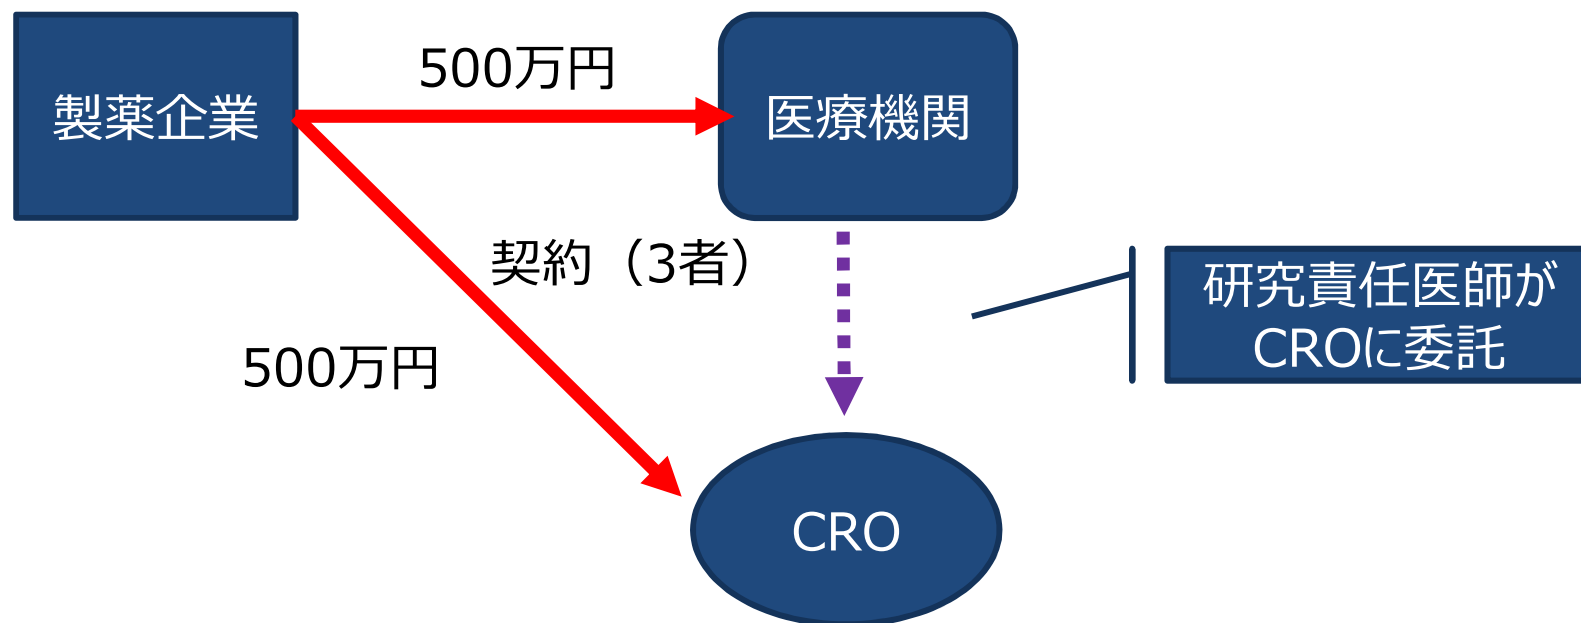 500万円
製薬企業
医療機関
契約（3者）
研究責任医師が
CROに委託
500万円
CRO